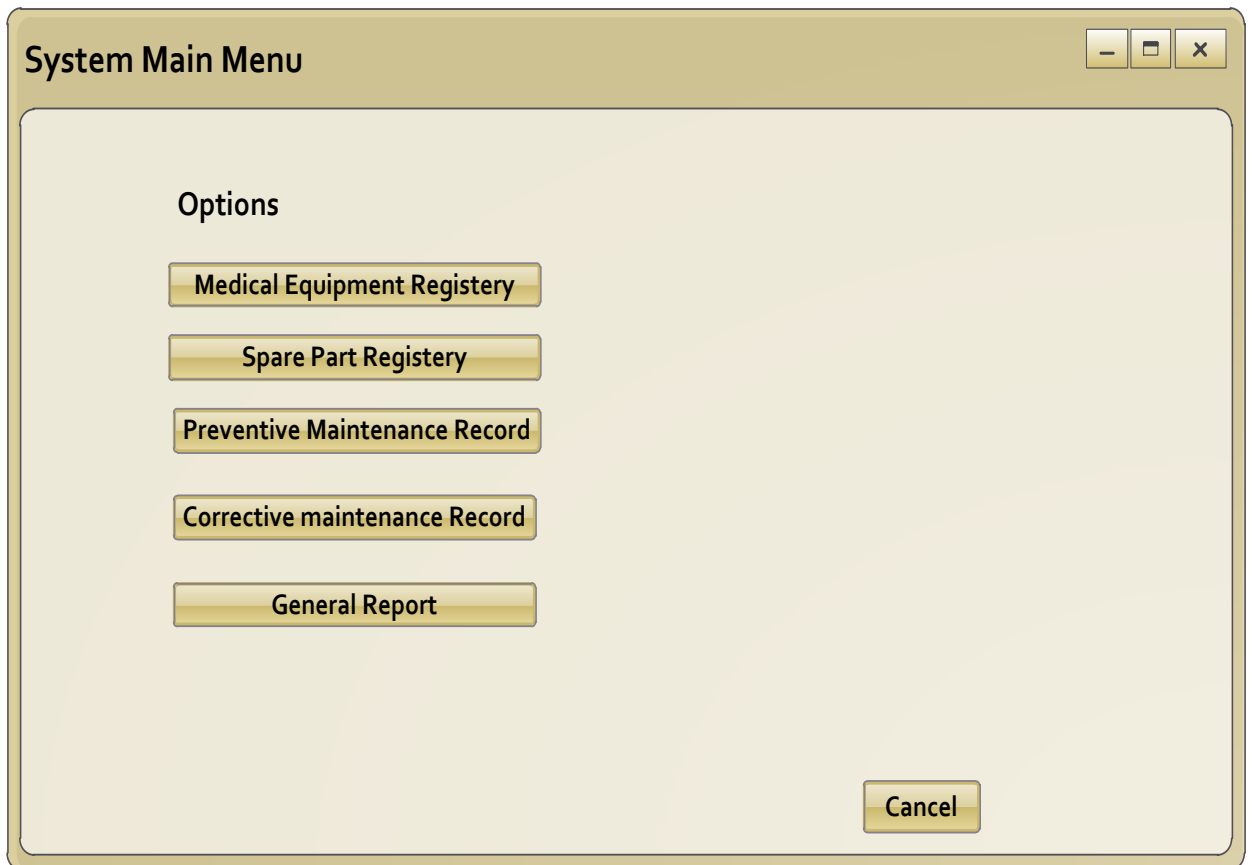 System Main Menu
Options
Medical Equipment Registery
Spare Part Registery
Preventive Maintenance Record
Corrective maintenance Record
General Report
Cancel